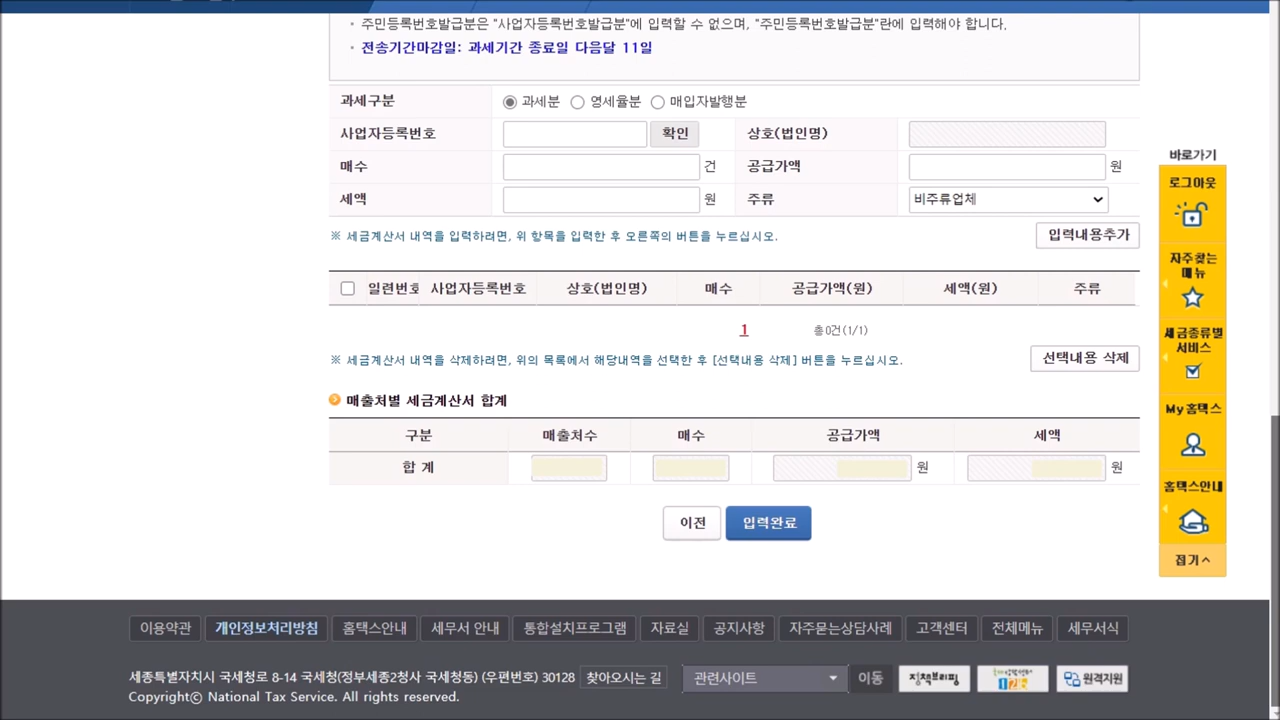 · 주민등록번호발급분은 "사업자등록번호발급분"에 입력할 수 없으며, "주민등록번호발급분"란에 입력해야 합니다.
· 전송기간마감일: 과세기간 종료일 다음달 11일
과세구분 과세분 영세율분 매입자발행분
사업자등록번호 확인 상호(법인명)
매수 건 공급가액 원
세액 원 주류 비주류업체
※ 세금계산서 내역을 입력하려면, 위 항목을 입력한 후 오른쪽의 버튼을 누르십시오. 입력내용추가
일련번호 사업자등록번호 상호(법인명) 매수 공급가액(원) 세액(원) 주류
1 총0건(1/1)
※ 세금계산서 내역을 삭제하려면, 위의 목록에서 해당내역을 선택한 후 [선택내용 삭제] 버튼을 누르십시오. 선택내용 삭제
매출처별 세금계산서 합계
구분 매출처수 매수 공급가액 세액
합 계 원 원
이전 입력완료
바로가기
로그아웃
자주찾는
메뉴
세금종류별
서비스
My홈택스
홈택스안내
접기^
이용약관 개인정보처리방침 홈택스안내 세무서 안내 통합설치프로그램 자료실 공지사항 자주묻는상담사례 고객센터 전체메뉴 세무서식
세종특별자치시 국세청로 8-14 국세청(정부세종2청사 국세청동) (우편번호) 30128 찾아오시는 길 관련사이트 이동 정책브리핑 원격지원
Copyrightⓒ National Tax Service. All rights reserved.